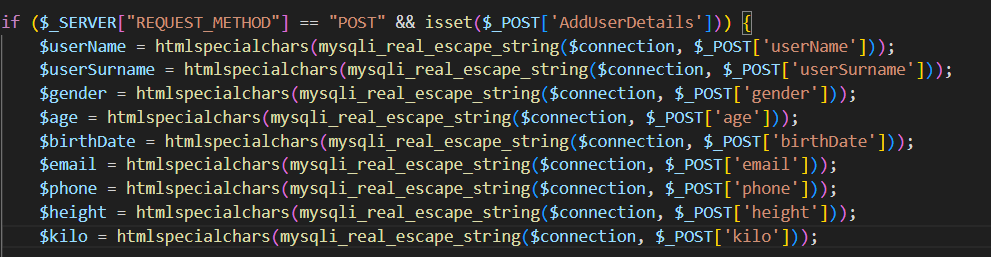 if ($_SERVER["REQUEST_METHOD"] == "POST" && isset($_POST['AddUserDetails'])) {
$userName = htmlspecialchars(mysqli_real_escape_string($connection, $_POST['userName']));
$userSurname = htmlspecialchars(mysqli_real_escape_string($connection, $_POST['userSurname']));
$gender = htmlspecialchars(mysqli_real_escape_string($connection, $_POST['gender']));
$age = htmlspecialchars(mysqli_real_escape_string($connection, $_POST['age']));
$birthDate = htmlspecialchars(mysqli_real_escape_string($connection, $_POST['birthDate']));
$email = htmlspecialchars(mysqli_real_escape_string($connection, $_POST['email']));
$phone = htmlspecialchars(mysqli_real_escape_string($connection, $_POST['phone']));
$height = htmlspecialchars(mysqli_real_escape_string($connection, $_POST['height']));
$kilo = htmlspecialchars(mysqli_real_escape_string($connection, $_POST['kilo']));